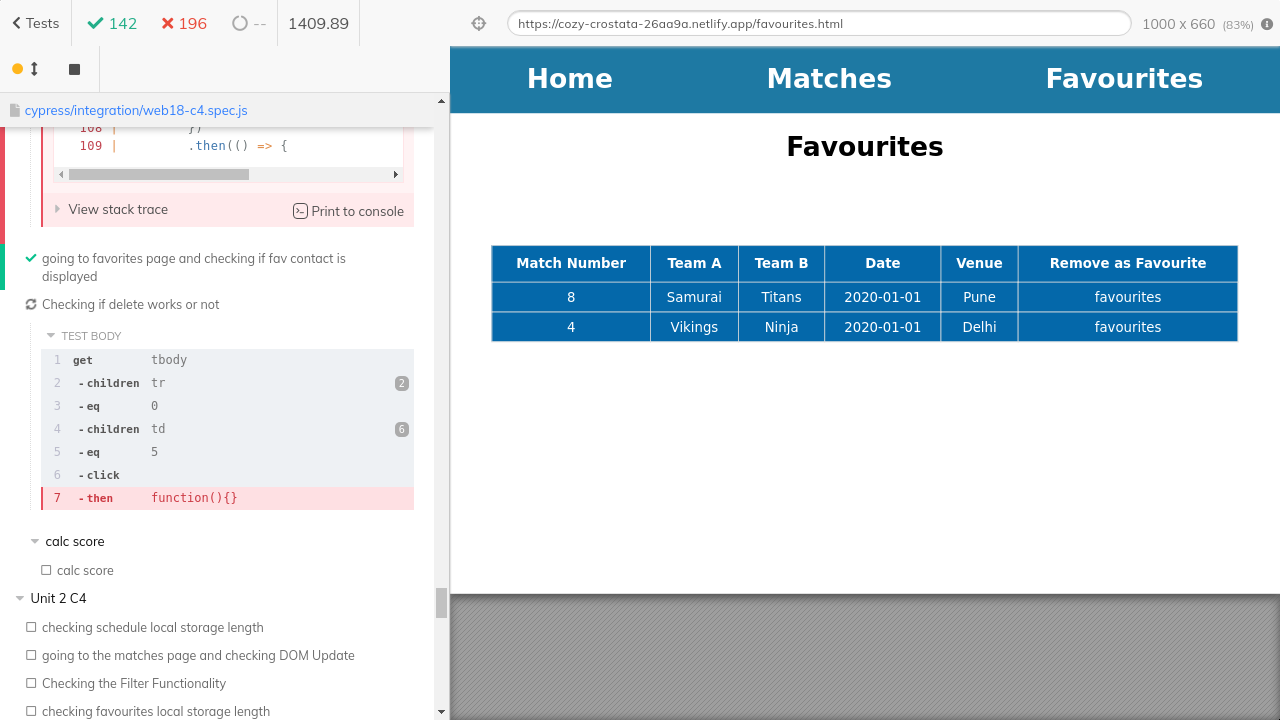 Tests
142
196
--
1409.89
https://cozy-crostata-26aa9a.netlify.app/favourites.html
1000 x 660 (83%)
cypress/integration/web18-c4.spec.js
108 | })
109 | .then(() => {
View stack trace
Print to console
going to favorites page and checking if fav contact is
displayed
Checking if delete works or not
TEST BODY
1 get tbody
2 - children tr 2
3 - eq 0
4 - children td 6
5 - eq 5
6 - click
7 - then function(){}
calc score
calc score
Unit 2 C4
checking schedule local storage length
going to the matches page and checking DOM Update
Checking the Filter Functionality
checking favourites local storage length
Home Matches Favourites
Favourites
Match Number Team A Team B Date Venue Remove as Favourite
8 Samurai Titans 2020-01-01 Pune favourites
4 Vikings Ninja 2020-01-01 Delhi favourites